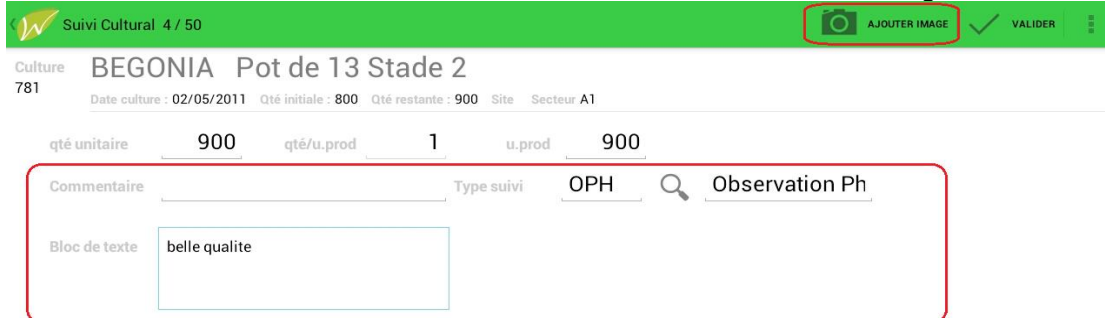 Suivi Cultural 4 / 50 AJOUTER IMAGE VALIDER
Culture BEGONIA Pot de 13 Stade 2
781
Date culture : 02/05/2011 Qté initiale : 800 Qté restante : 900 Site Secteur A1
qté unitaire 900 qté/u.prod 1 u.prod 900
Commentaire Type suivi OPH Observation Ph
Bloc de texte belle qualite